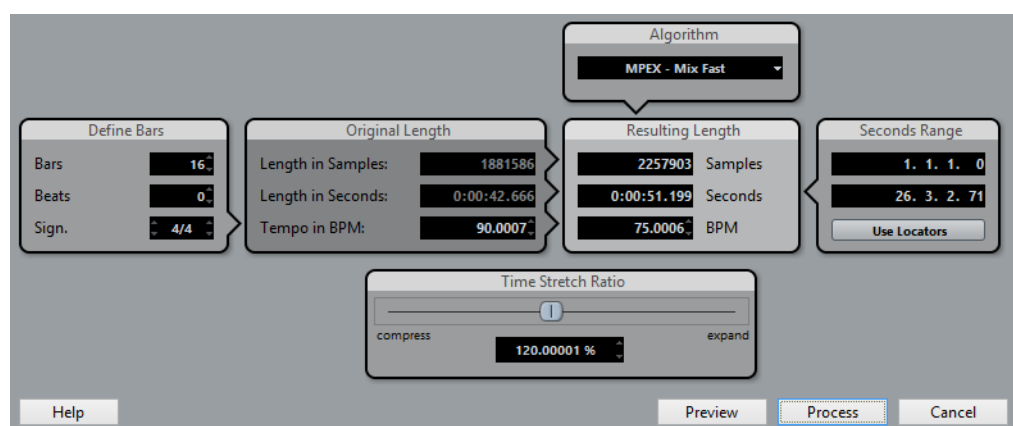 Algorithm
MPEX - Mix Fast
Define Bars
Bars 16
Beats 0
Sign. 4/4
Original Length
Length in Samples: 1881586
Length in Seconds: 0:00:42.666
Tempo in BPM: 90.0007
Resulting Length
2257903 Samples
0:00:51.199 Seconds
75.0006 BPM
Seconds Range
1. 1. 1. 0
26. 3. 2. 71
Use Locators
Time Stretch Ratio
compress expand
120.00001 %
Help Preview Process Cancel